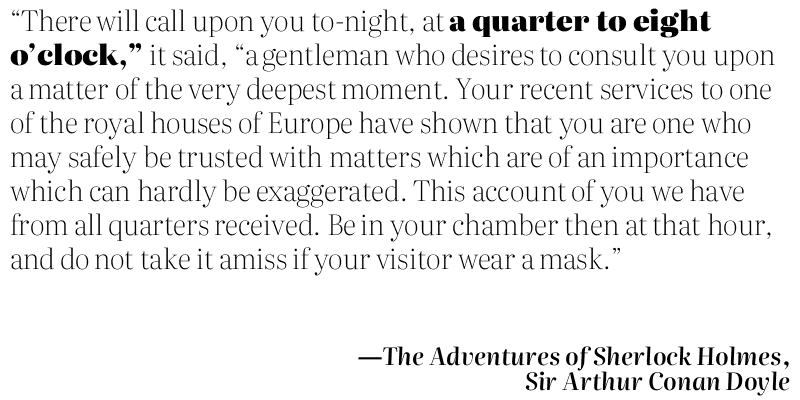 “There will call upon you to-night, at a quarter to eight
o’clock,” it said, “a gentleman who desires to consult you upon
a matter of the very deepest moment. Your recent services to one
of the royal houses of Europe have shown that you are one who
may safely be trusted with matters which are of an importance
which can hardly be exaggerated. This account of you we have
from all quarters received. Be in your chamber then at that hour,
and do not take it amiss if your visitor wear a mask.”
—The Adventures of Sherlock Holmes,
Sir Arthur Conan Doyle